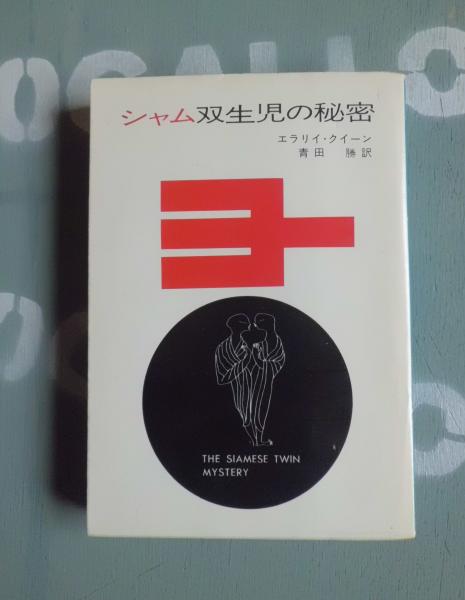 OCALLO
シャム双生児の秘密
エラリイ・クイーン
青田 勝訳
THE SIAMESE TWIN
MYSTERY